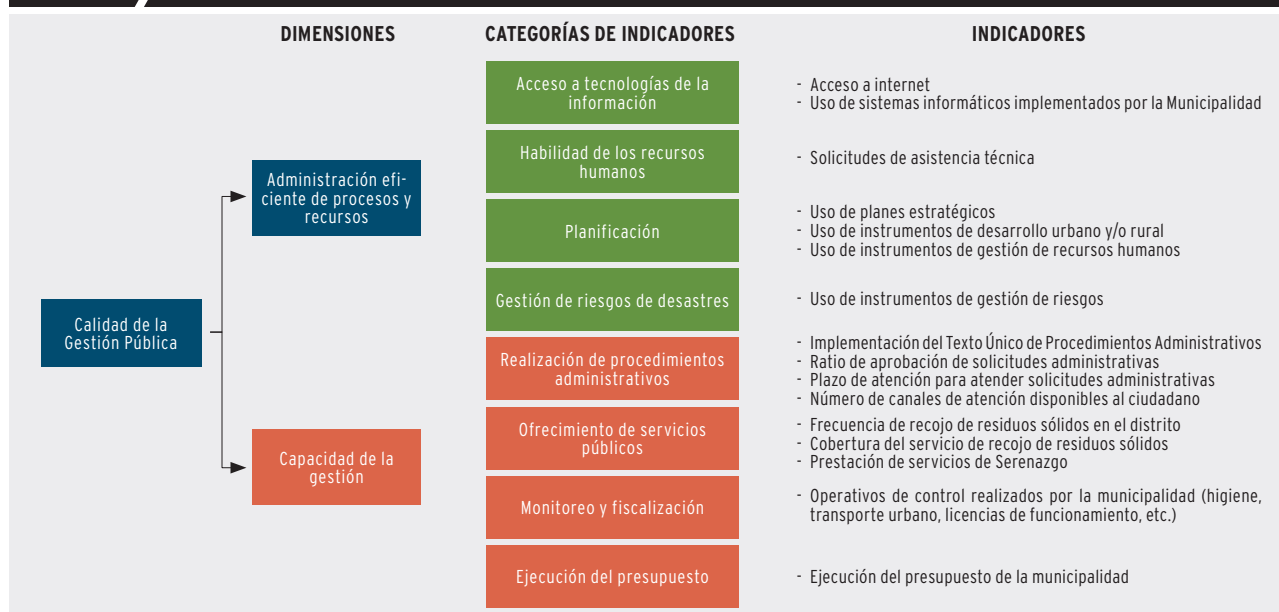 DIMENSIONES
CATEGORÍAS DE INDICADORES
INDICADORES
Calidad de la
Gestión Pública
Administración efi-
ciente de procesos y
recursos
Acceso a tecnologías de la
información
- Acceso a internet
- Uso de sistemas informáticos implementados por la Municipalidad
Habilidad de los recursos
humanos
- Solicitudes de asistencia técnica
Planificación
- Uso de planes estratégicos
- Uso de instrumentos de desarrollo urbano y/o rural
- Uso de instrumentos de gestión de recursos humanos
Gestión de riesgos de desastres
- Uso de instrumentos de gestión de riesgos
Capacidad de la
gestión
Realización de procedimientos
administrativos
- Implementación del Texto Único de Procedimientos Administrativos
- Ratio de aprobación de solicitudes administrativas
- Plazo de atención para atender solicitudes administrativas
- Número de canales de atención disponibles al ciudadano
Ofrecimiento de servicios
públicos
- Frecuencia de recojo de residuos sólidos en el distrito
- Cobertura del servicio de recojo de residuos sólidos
- Prestación de servicios de Serenazgo
Monitoreo y fiscalización
- Operativos de control realizados por la municipalidad (higiene,
transporte urbano, licencias de funcionamiento, etc.)
Ejecución del presupuesto
- Ejecución del presupuesto de la municipalidad